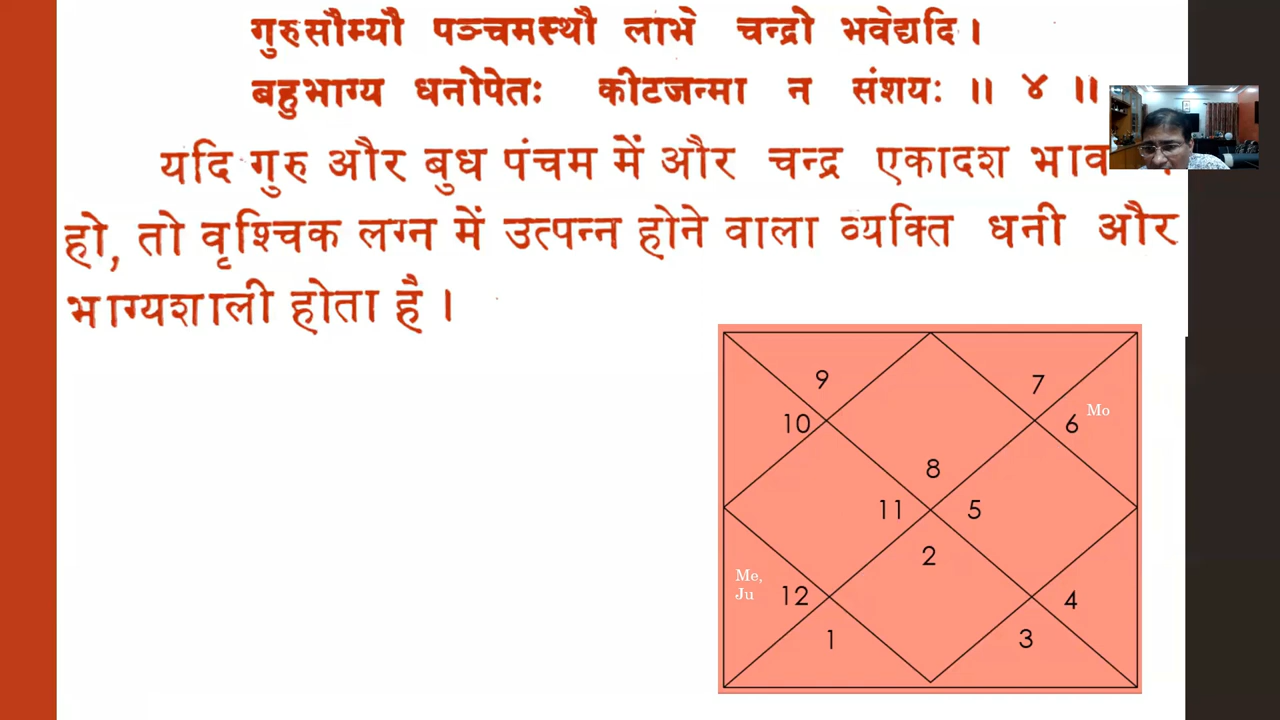 गुरुसौम्यौ पञ्चमस्थौ लाभे चन्द्रो भवेद्यदि।
बहुभाग्य धनोपेतः कीटजन्मा न संशयः ॥ ४ ॥
यदि गुरु और बुध पंचम में और चन्द्र एकादश भाव
हो, तो वृश्चिक लग्न में उत्पन्न होने वाला व्यक्ति धनी और
भाग्यशाली होता है।
9
7
10
6
Mo
8
11
5
2
Me,
Ju
12
4
1
3